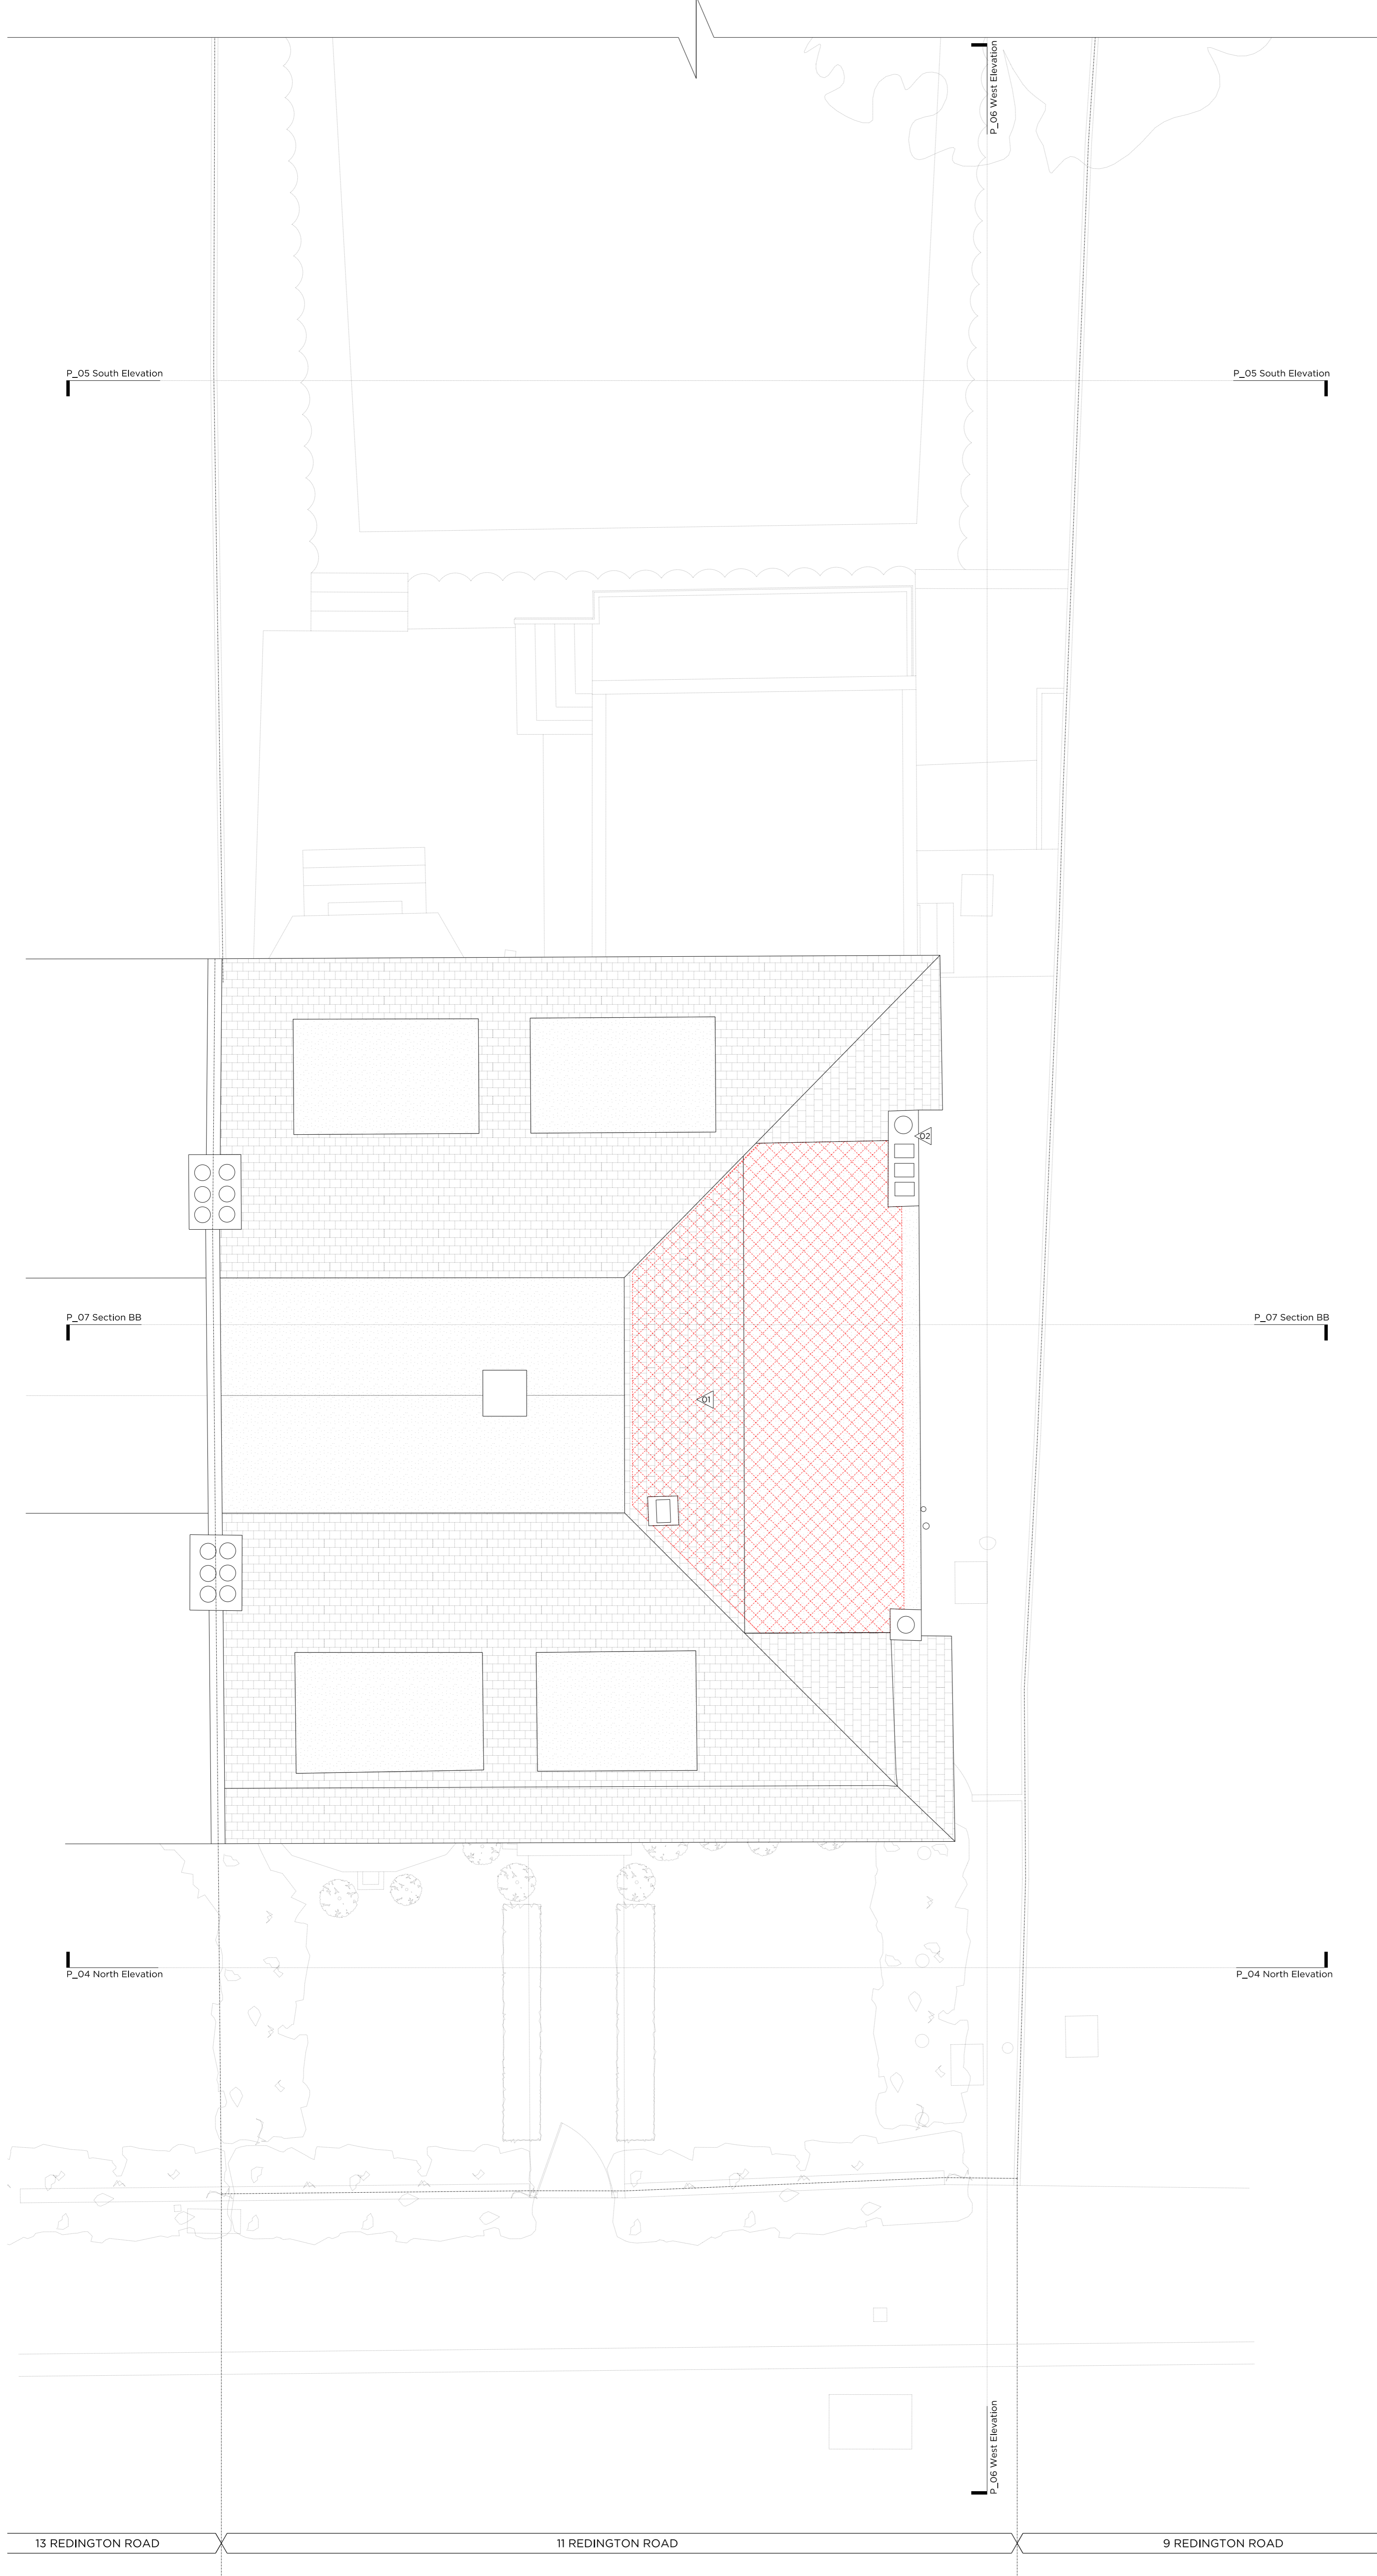 P_06 West Elevation
P_05 South Elevation
P_05 South Elevation
02
P_07 Section BB
P_07 Section BB
01
P_04 North Elevation
P_04 North Elevation
P_06 West Elevation
13 REDINGTON ROAD
11 REDINGTON ROAD
9 REDINGTON ROAD